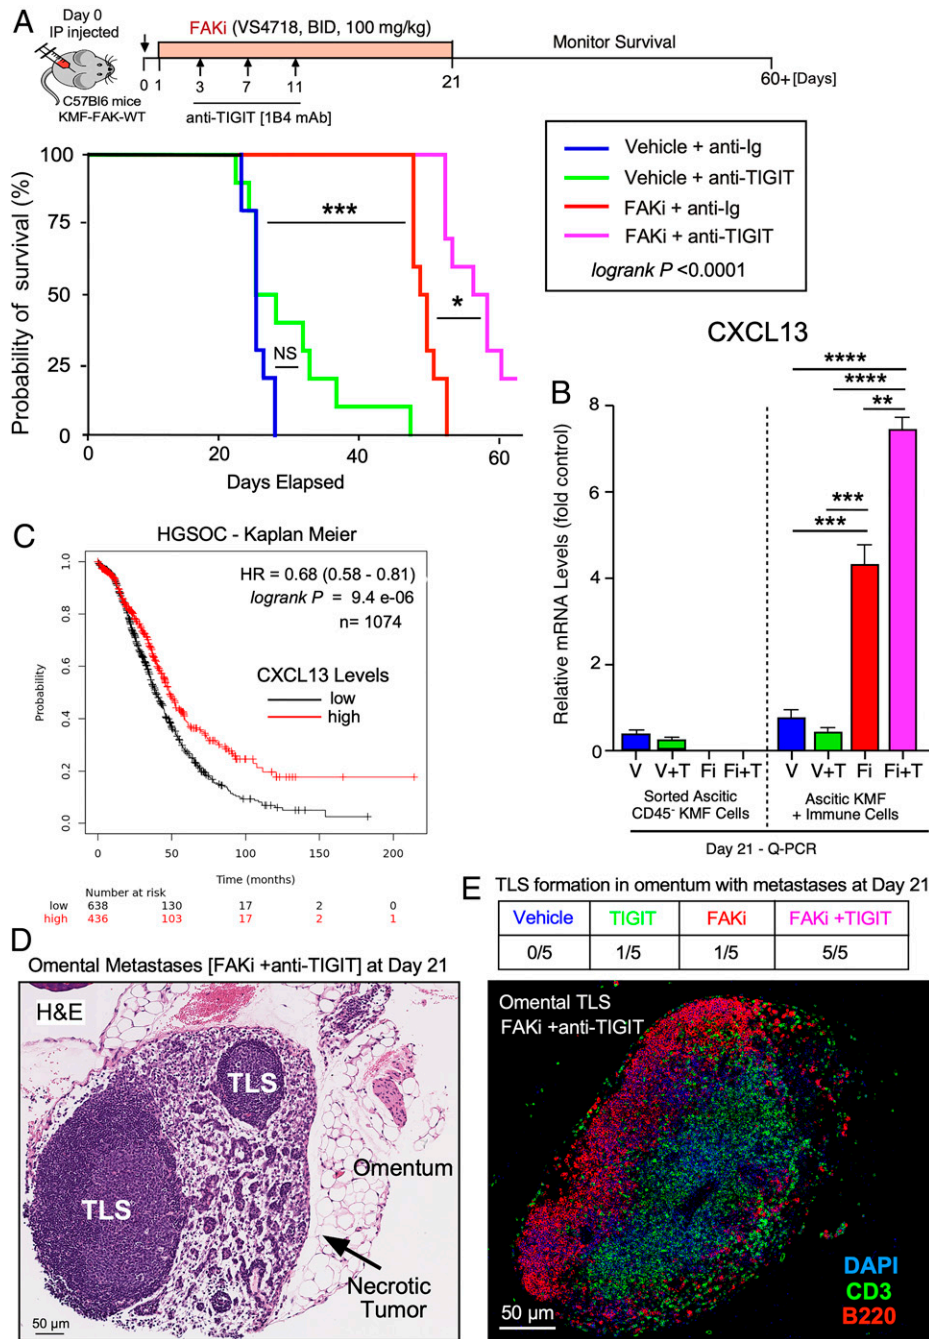 A
Day 0
IP injected
FAKi (VS4718, BID, 100 mg/kg)
Monitor Survival
0 1 3 7 11 21 60+ [Days]
C57Bl6 mice
KMF-FAK-WT
anti-TIGIT [1B4 mAb]
Probability of survival (%)
100
75
50
25
0
***
*
NS
0 20 40 60
Days Elapsed
Vehicle + anti-Ig
Vehicle + anti-TIGIT
FAKi + anti-Ig
FAKi + anti-TIGIT
logrank P <0.0001
B
CXCL13
Relative mRNA Levels (fold control)
8
6
4
2
0
****
****
**
***
***
V V+T Fi Fi+T V V+T Fi Fi+T
Sorted Ascitic
CD45- KMF Cells
Ascitic KMF
+ Immune Cells
Day 21 - Q-PCR
C
HGSOC - Kaplan Meier
HR = 0.68 (0.58 - 0.81)
logrank P = 9.4 e-06
n= 1074
CXCL13 Levels
low
high
Probability
1.0
0.8
0.6
0.4
0.2
0.0
0 50 100 150 200
Time (months)
Number at risk
low 638 130 17 2 0
high 436 103 17 2 1
D
Omental Metastases [FAKi +anti-TIGIT] at Day 21
H&E
TLS
TLS
Omentum
Necrotic
Tumor
50 µm
E
TLS formation in omentum with metastases at Day 21
Vehicle TIGIT FAKi FAKi +TIGIT
0/5 1/5 1/5 5/5
Omental TLS
FAKi +anti-TIGIT
DAPI
CD3
B220
50 µm